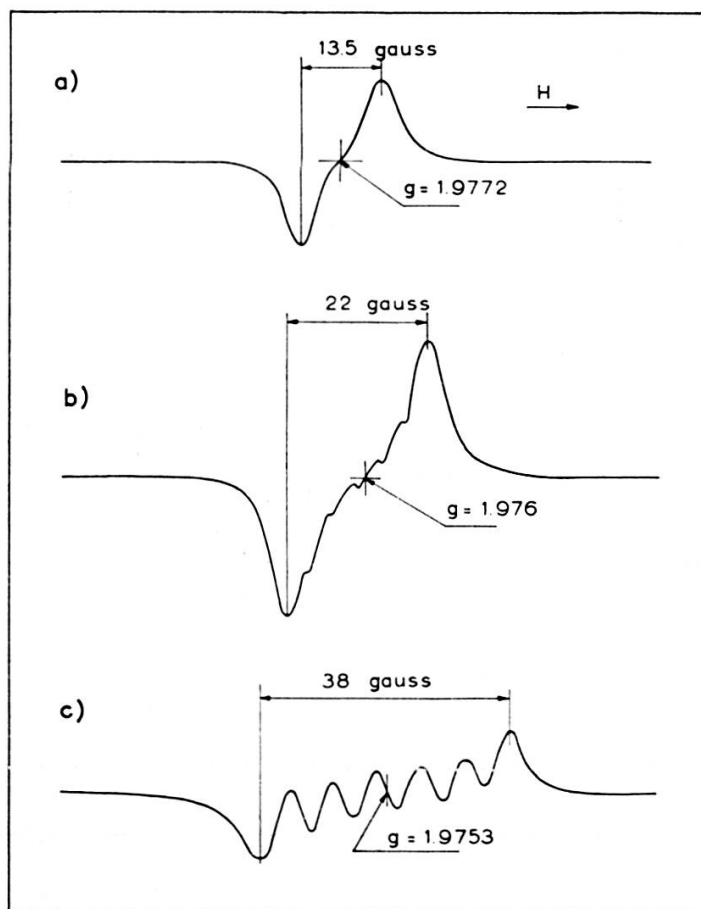 13.5 gauss
a)
H
g = 1.9772
22 gauss
b)
g = 1.976
38 gauss
c)
g = 1.9753